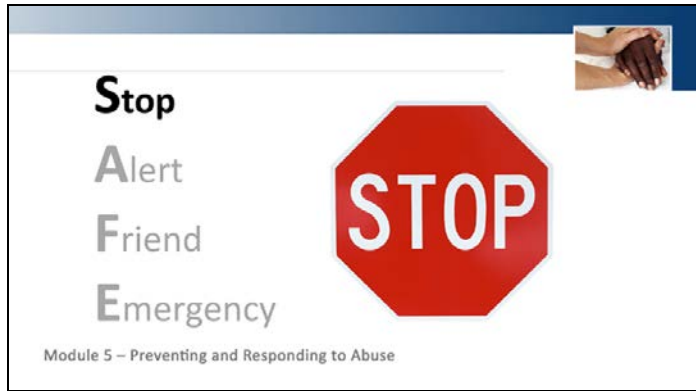 Stop
Alert
Friend
Emergency
STOP
Module 5 – Preventing and Responding to Abuse